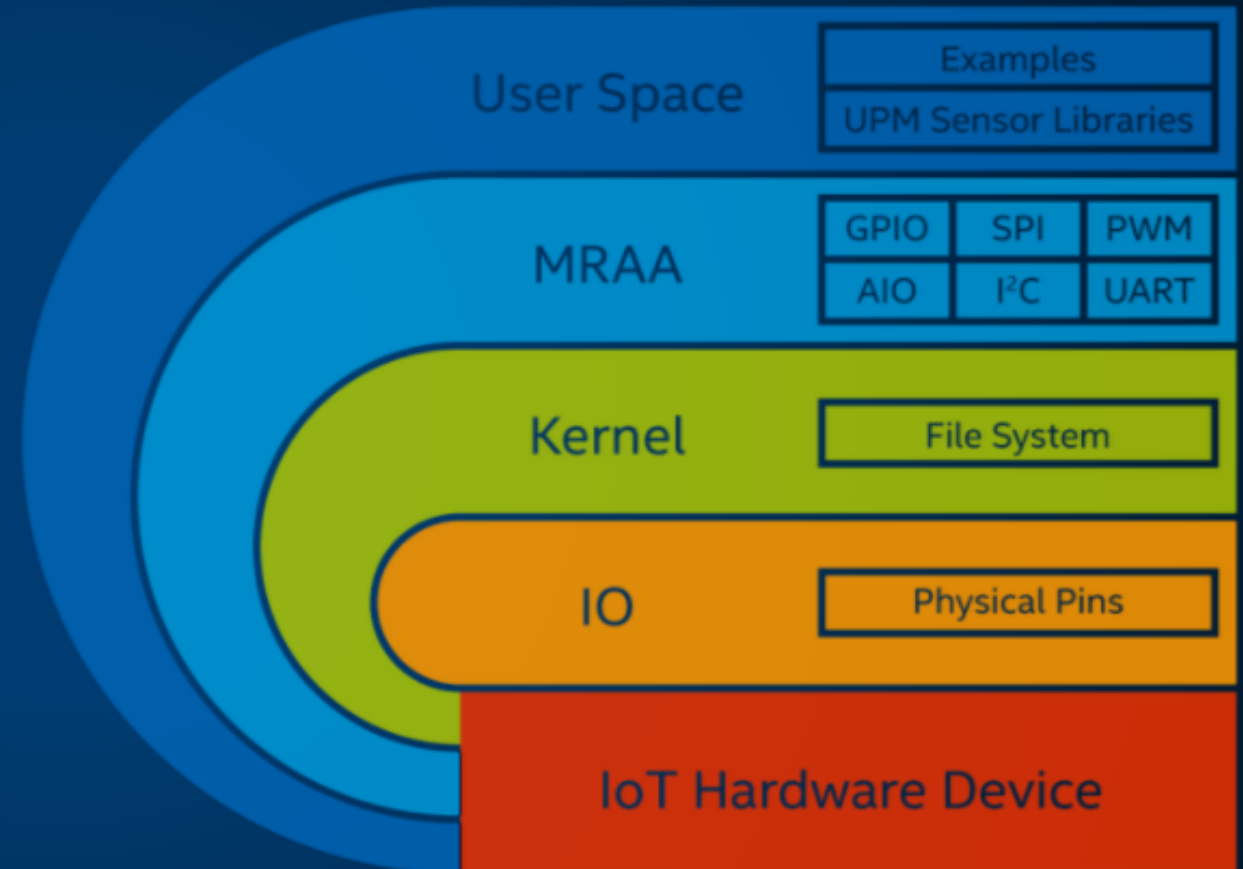 User Space
Examples
UPM Sensor Libraries
MRAA
GPIO SPI PWM
AIO I²C UART
Kernel
File System
IO
Physical Pins
IoT Hardware Device